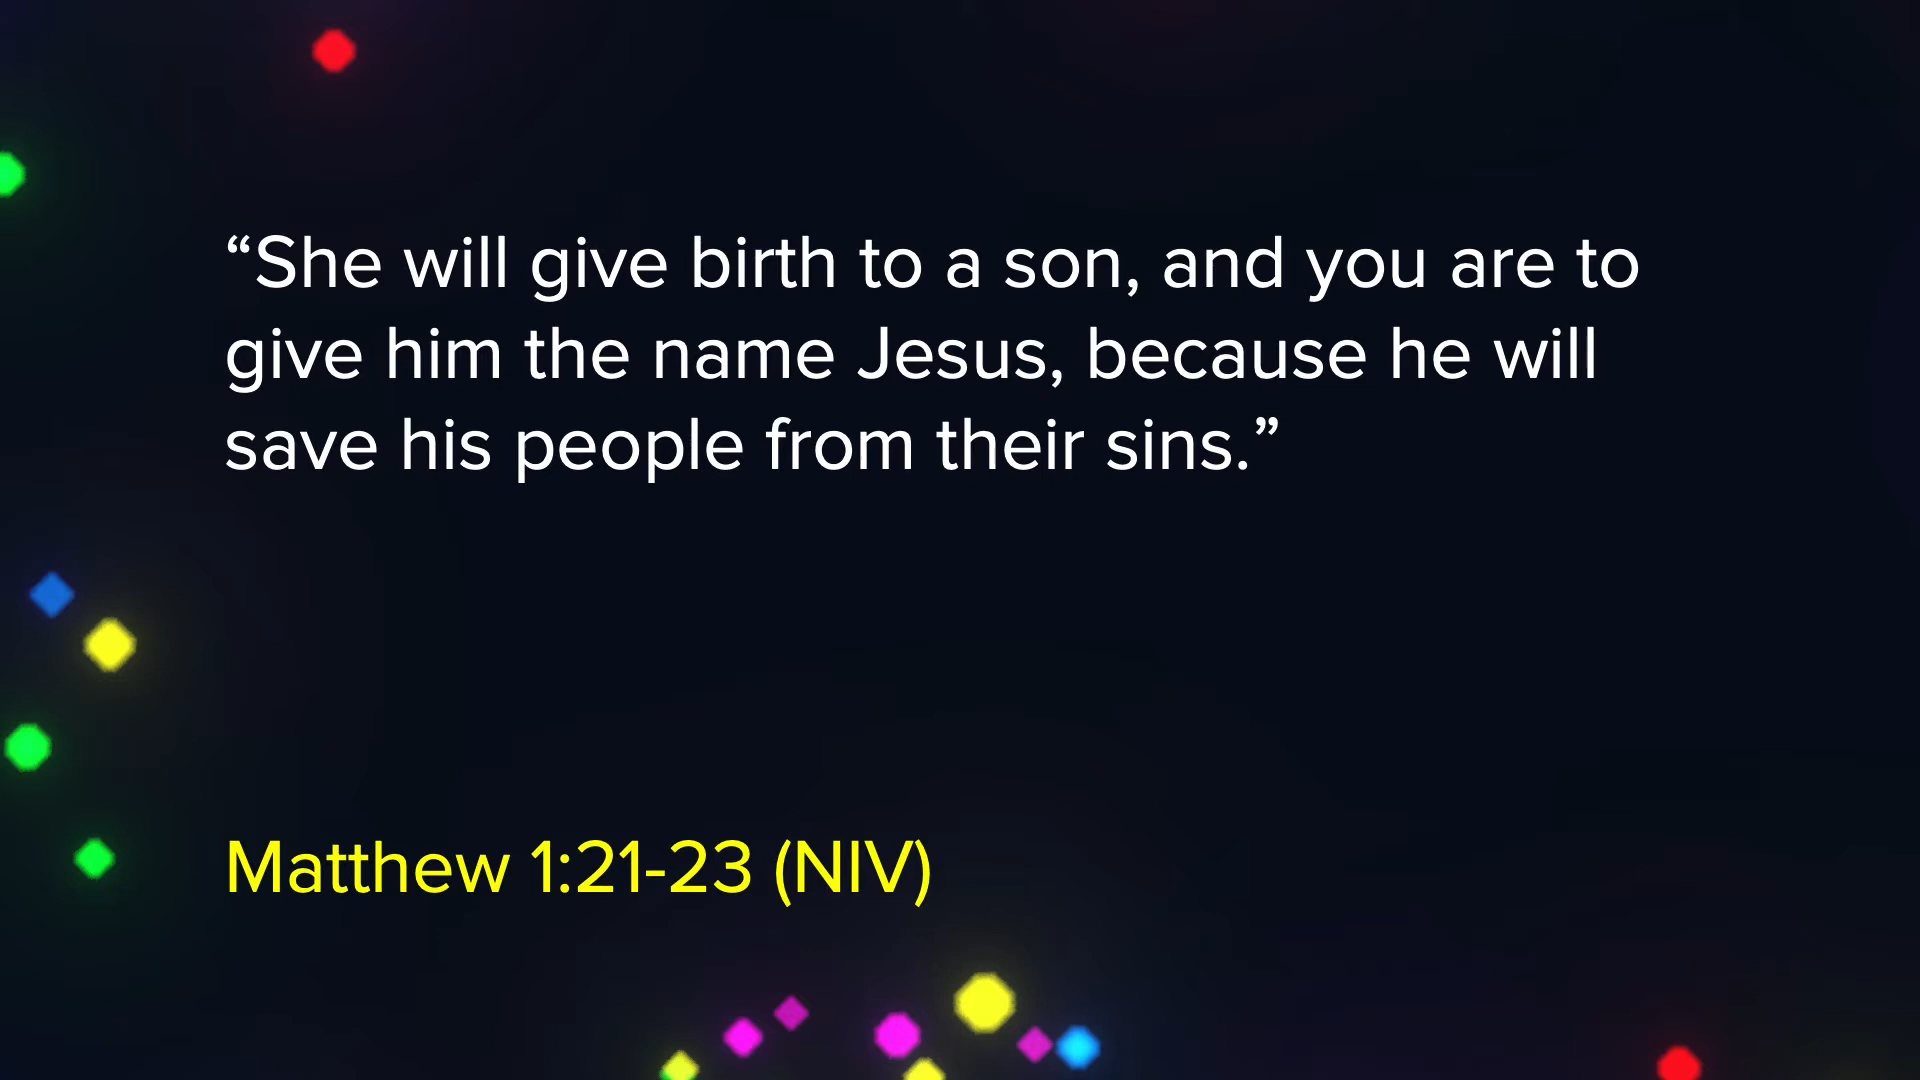 “She will give birth to a son, and you are to
give him the name Jesus, because he will
save his people from their sins.”
Matthew 1:21-23 (NIV)